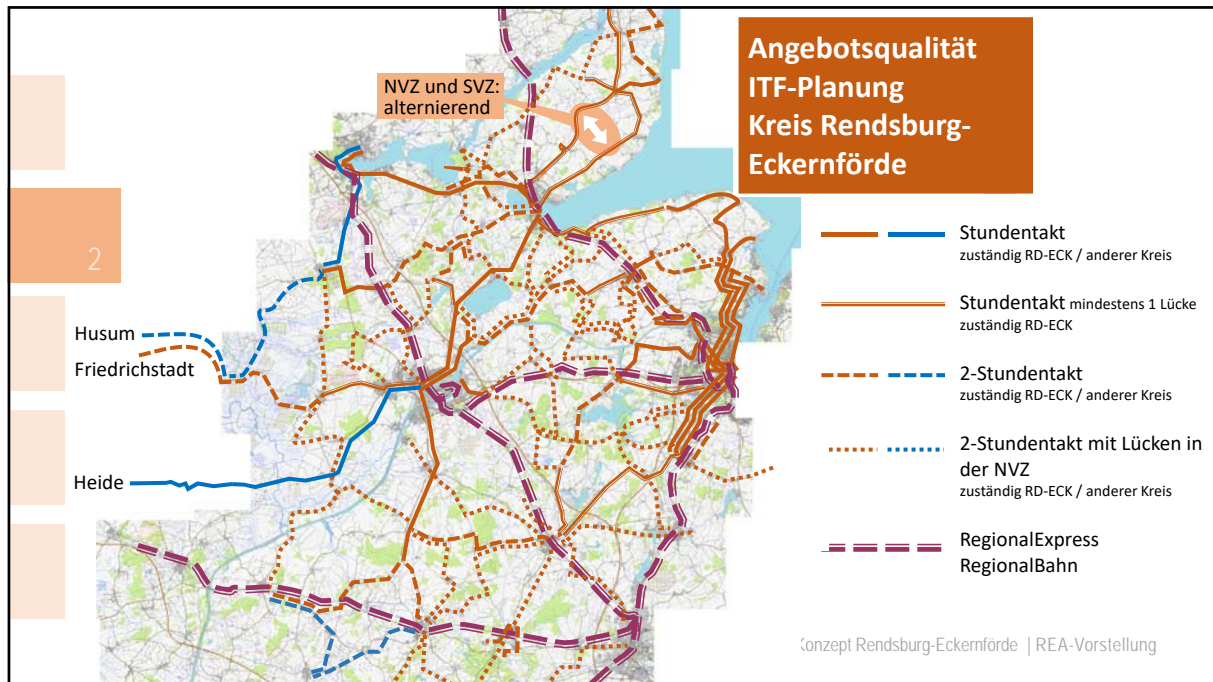 Angebotsqualität
ITF-Planung
Kreis Rendsburg-
Eckernförde
NVZ und SVZ:
alternierend
2
Husum
Friedrichstadt
Heide
Stundentakt
zuständig RD-ECK / anderer Kreis
Stundentakt mindestens 1 Lücke
zuständig RD-ECK
2-Stundentakt
zuständig RD-ECK / anderer Kreis
2-Stundentakt mit Lücken in
der NVZ
zuständig RD-ECK / anderer Kreis
RegionalExpress
RegionalBahn
Konzept Rendsburg-Eckernförde | REA-Vorstellung